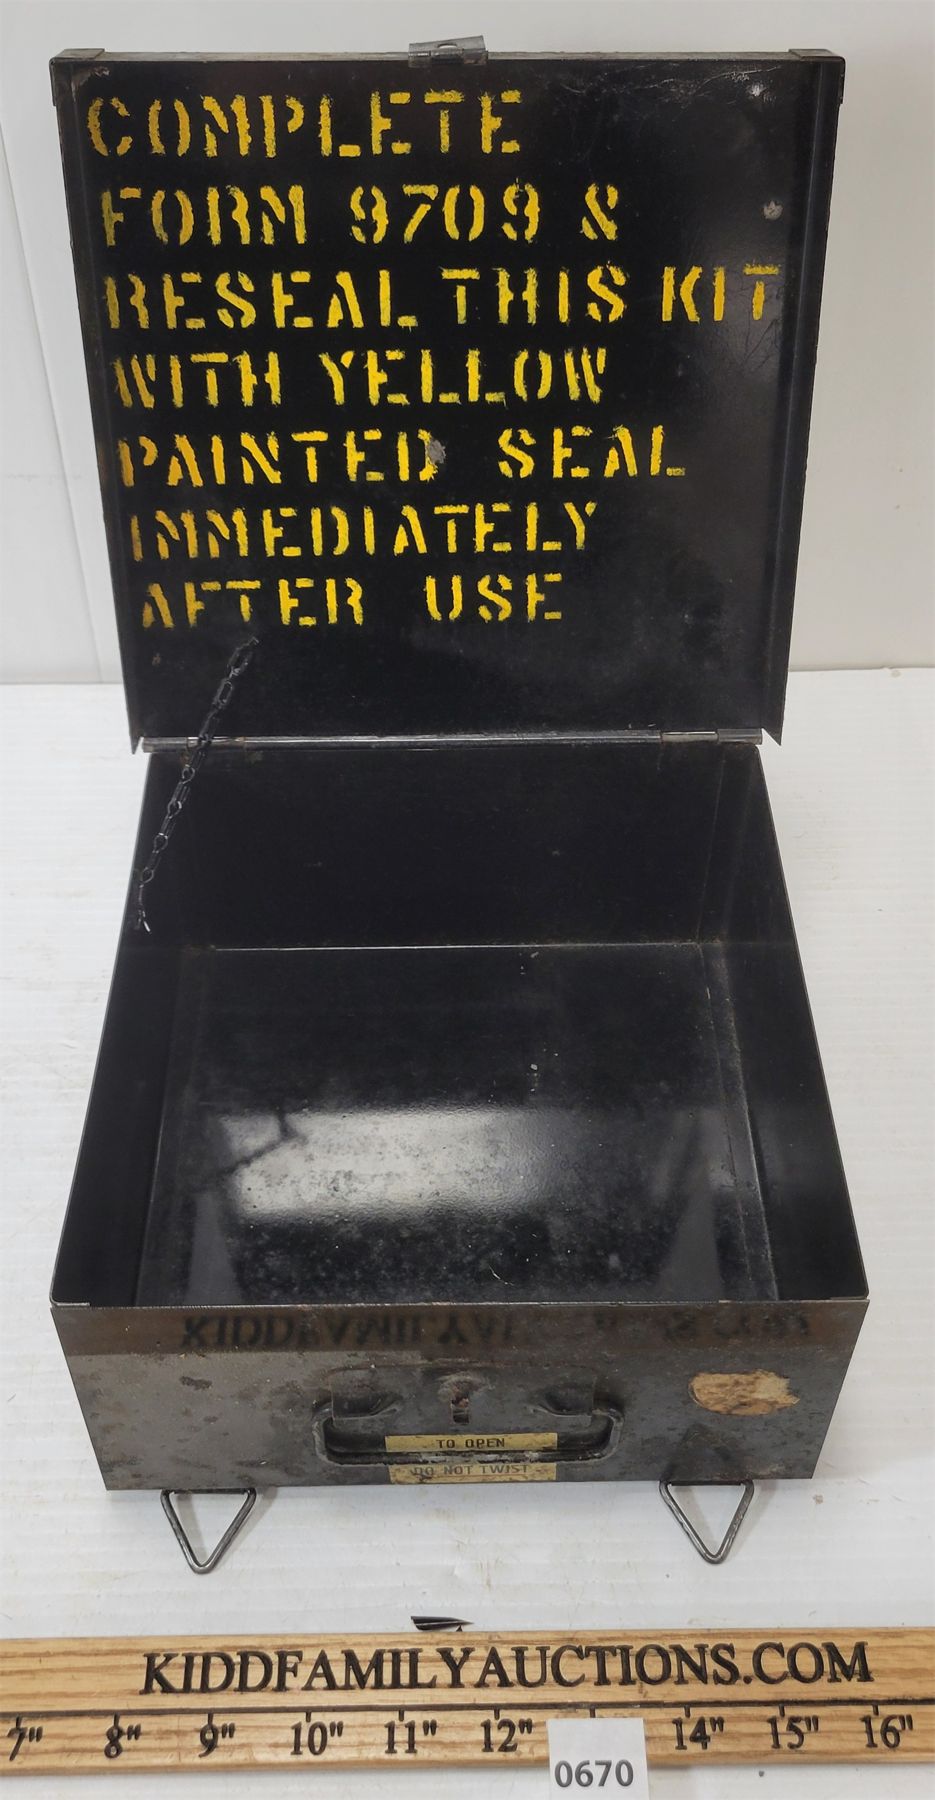 COMPLETE
FORM 9709 &
RESEAL THIS KIT
WITH YELLOW
PAINTED SEAL
IMMEDIATELY
AFTER USE
TO OPEN
DO NOT TWIST
KIDDFAMILYAUCTIONS.COM
7" 8" 9" 10" 11" 12" 14" 15" 16"
0670